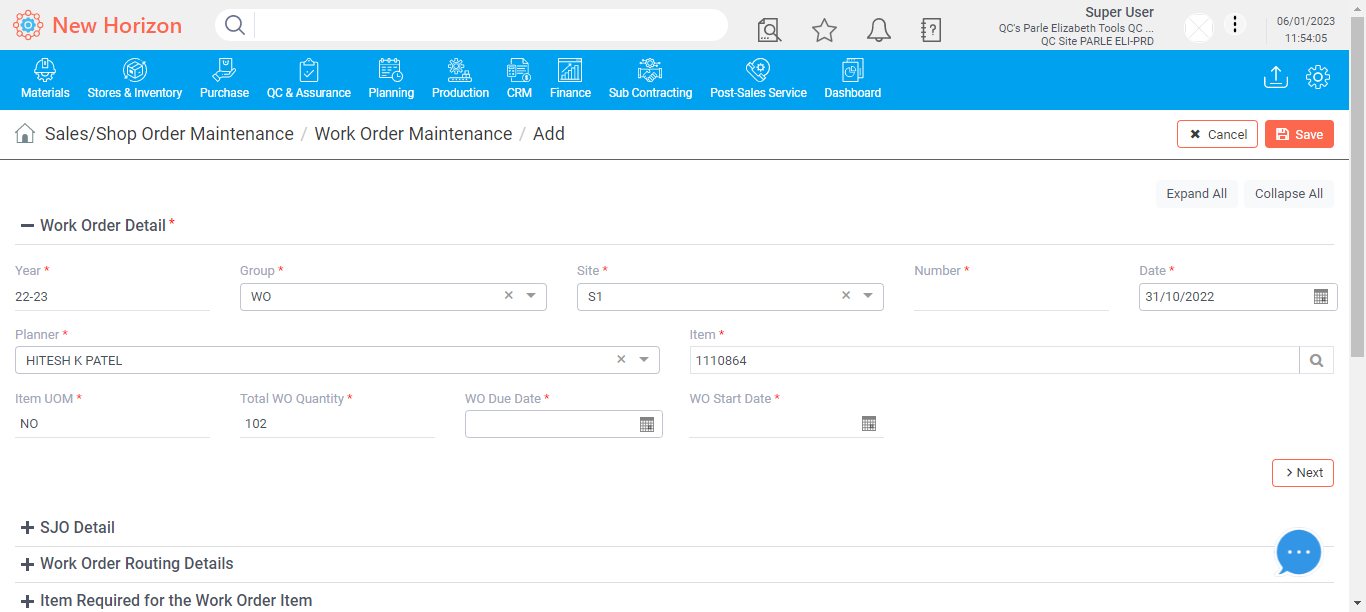 New Horizon
Super User
QC's Parle Elizabeth Tools QC ...
QC Site PARLE ELI-PRD
06/01/2023
11:54:05
Materials Stores & Inventory Purchase QC & Assurance Planning Production CRM Finance Sub Contracting Post-Sales Service Dashboard
Sales/Shop Order Maintenance / Work Order Maintenance / Add
Cancel Save
Expand All Collapse All
Work Order Detail *
Year * Group * Site * Number * Date *
22-23 WO S1 31/10/2022
Planner * Item *
HITESH K PATEL 1110864
Item UOM * Total WO Quantity * WO Due Date * WO Start Date *
NO 102
Next
SJO Detail
Work Order Routing Details
Item Required for the Work Order Item